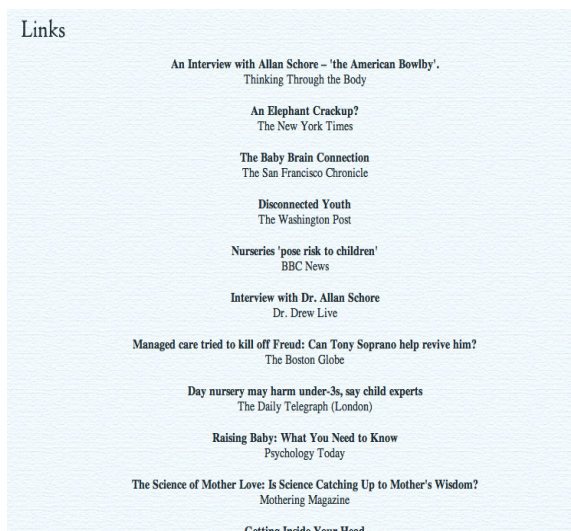 Links
An Interview with Allan Schore – 'the American Bowlby'.
Thinking Through the Body
An Elephant Crackup?
The New York Times
The Baby Brain Connection
The San Francisco Chronicle
Disconnected Youth
The Washington Post
Nurseries 'pose risk to children'
BBC News
Interview with Dr. Allan Schore
Dr. Drew Live
Managed care tried to kill off Freud: Can Tony Soprano help revive him?
The Boston Globe
Day nursery may harm under-3s, say child experts
The Daily Telegraph (London)
Raising Baby: What You Need to Know
Psychology Today
The Science of Mother Love: Is Science Catching Up to Mother's Wisdom?
Mothering Magazine
Getting Inside Your Head